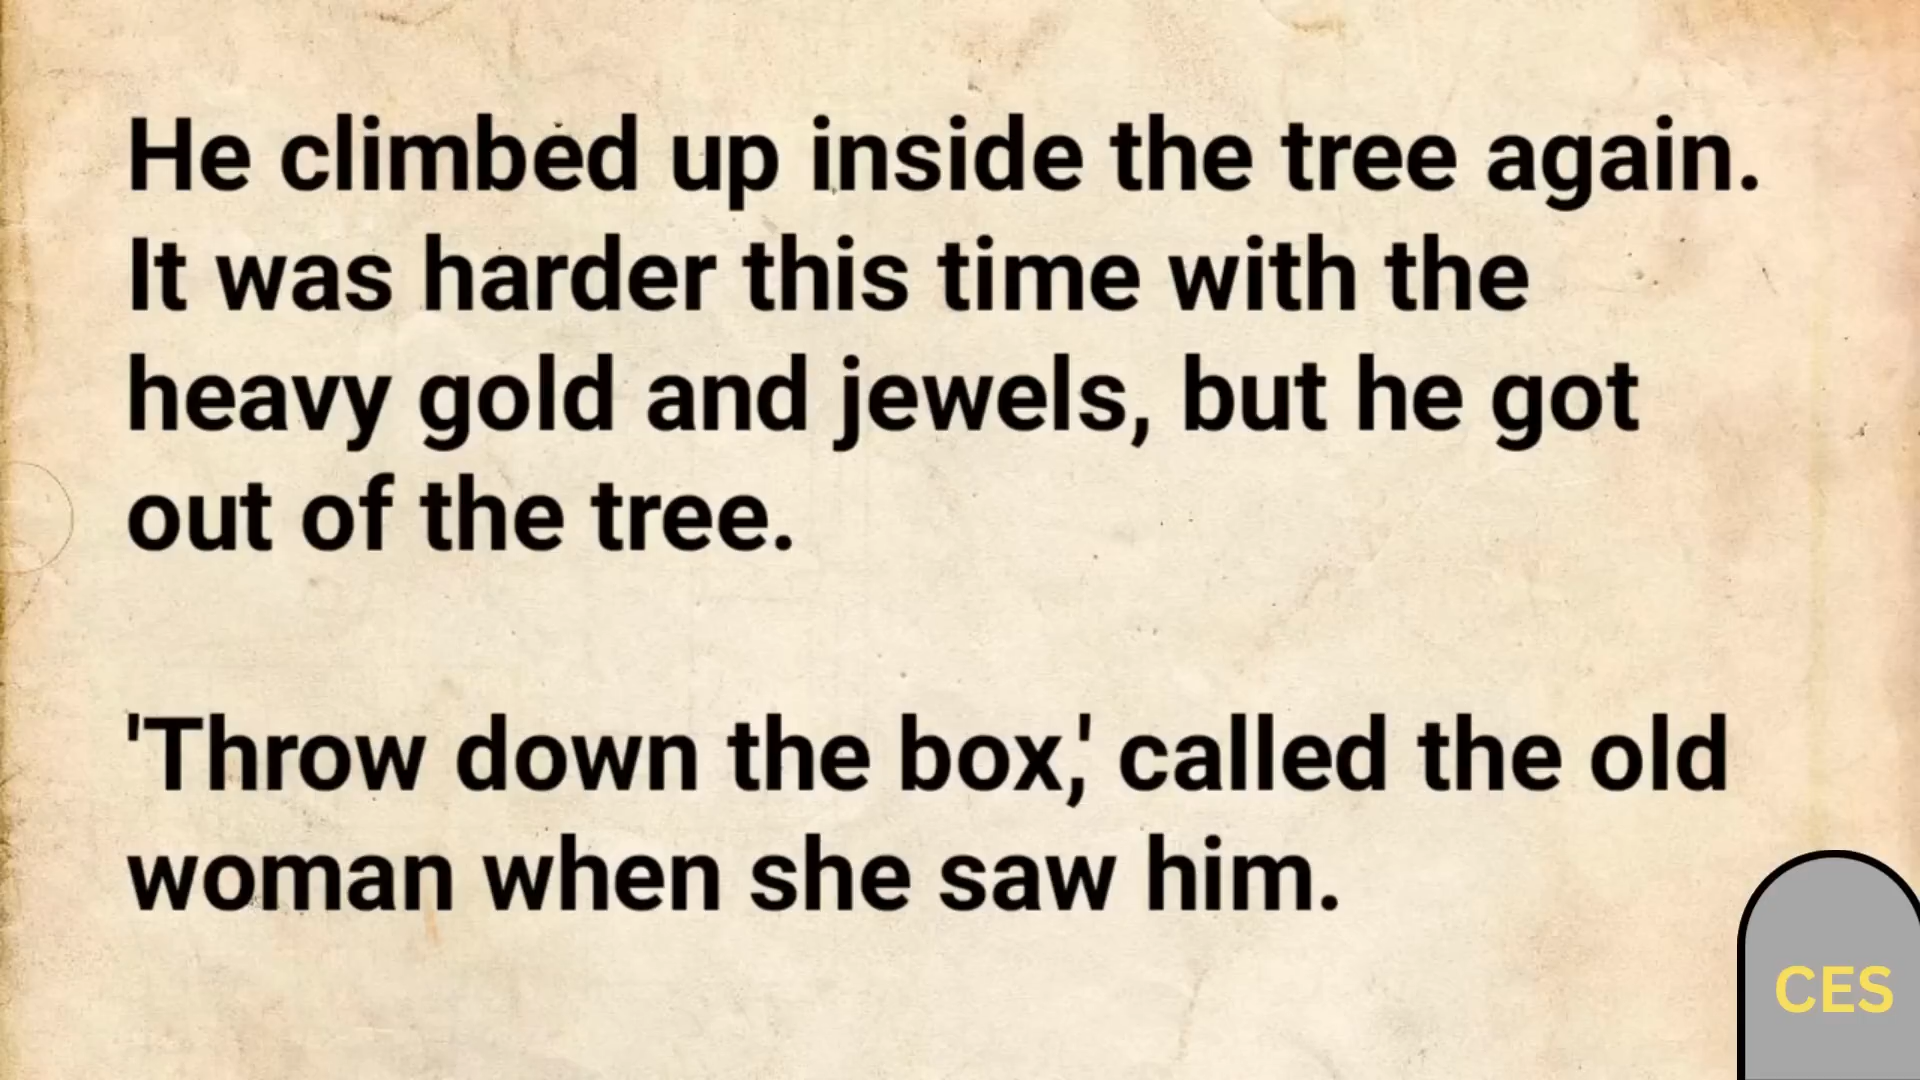 He climbed up inside the tree again.
It was harder this time with the
heavy gold and jewels, but he got
out of the tree.
'Throw down the box,' called the old
woman when she saw him.
CES